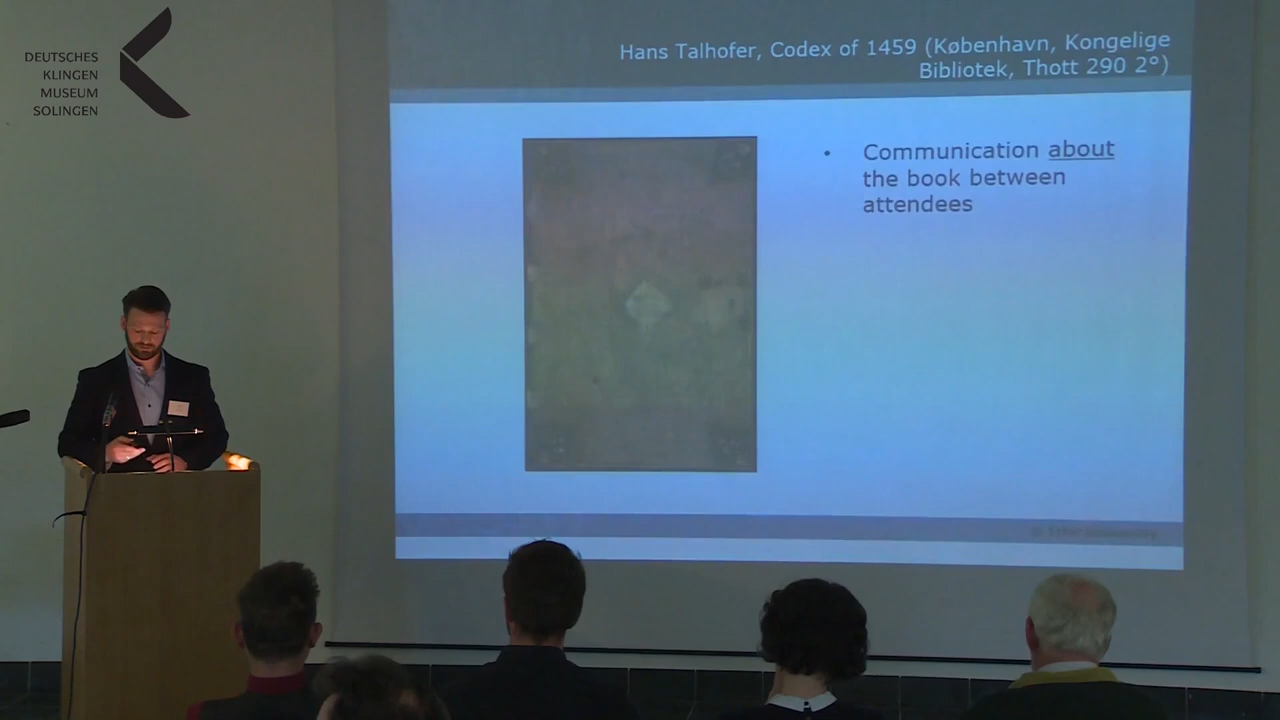 DEUTSCHES
KLINGEN
MUSEUM
SOLINGEN
Hans Talhofer, Codex of 1459 (København, Kongelige
Bibliotek, Thott 290 2°)
• Communication about
the book between
attendees